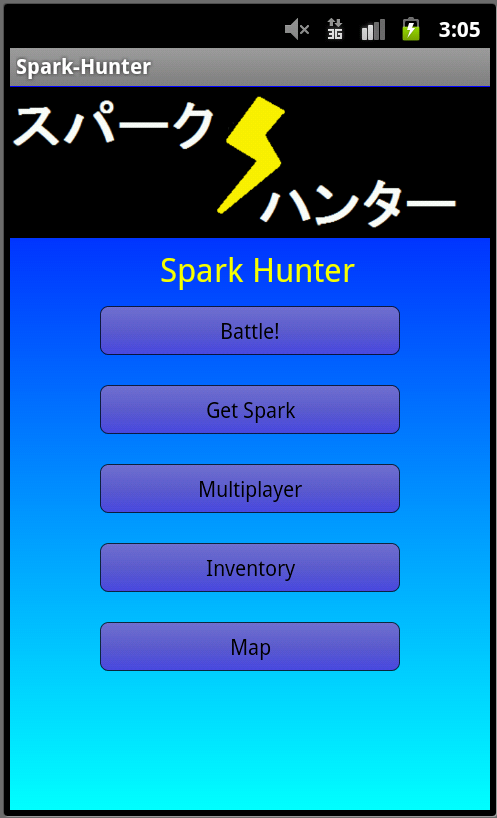 3G 3:05
Spark-Hunter
スパーク
ハンター
Spark Hunter
Battle!
Get Spark
Multiplayer
Inventory
Map